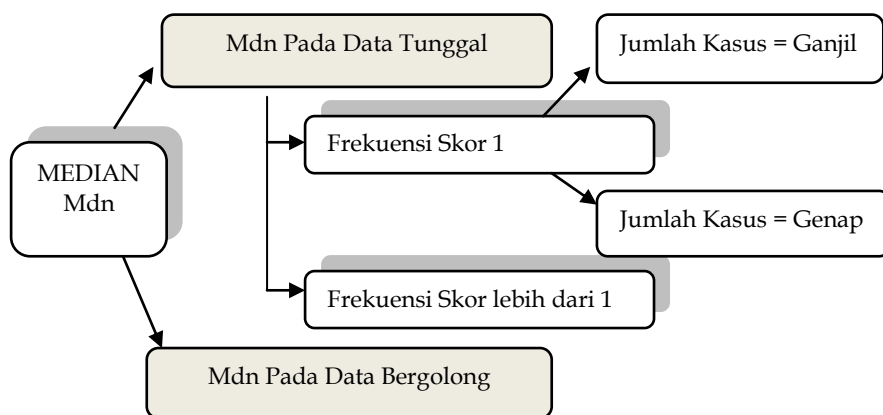 Mdn Pada Data Tunggal
Jumlah Kasus = Ganjil
Frekuensi Skor 1
MEDIAN
Mdn
Jumlah Kasus = Genap
Frekuensi Skor lebih dari 1
Mdn Pada Data Bergolong